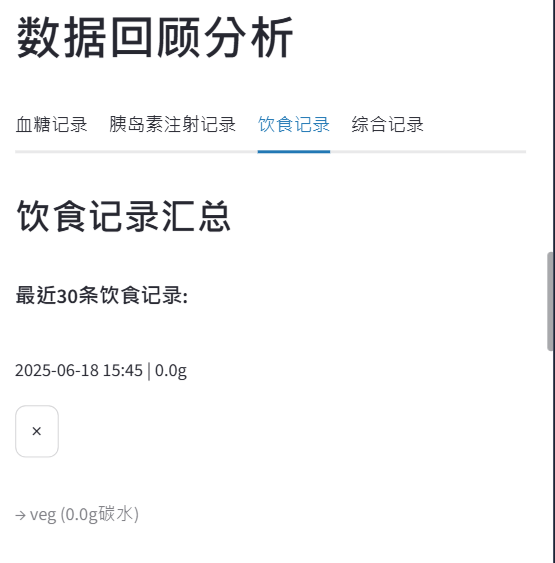 数据回顾分析
血糖记录 胰岛素注射记录 饮食记录 综合记录
饮食记录汇总
最近30条饮食记录:
2025-06-18 15:45 | 0.0g
×
→ veg (0.0g碳水)